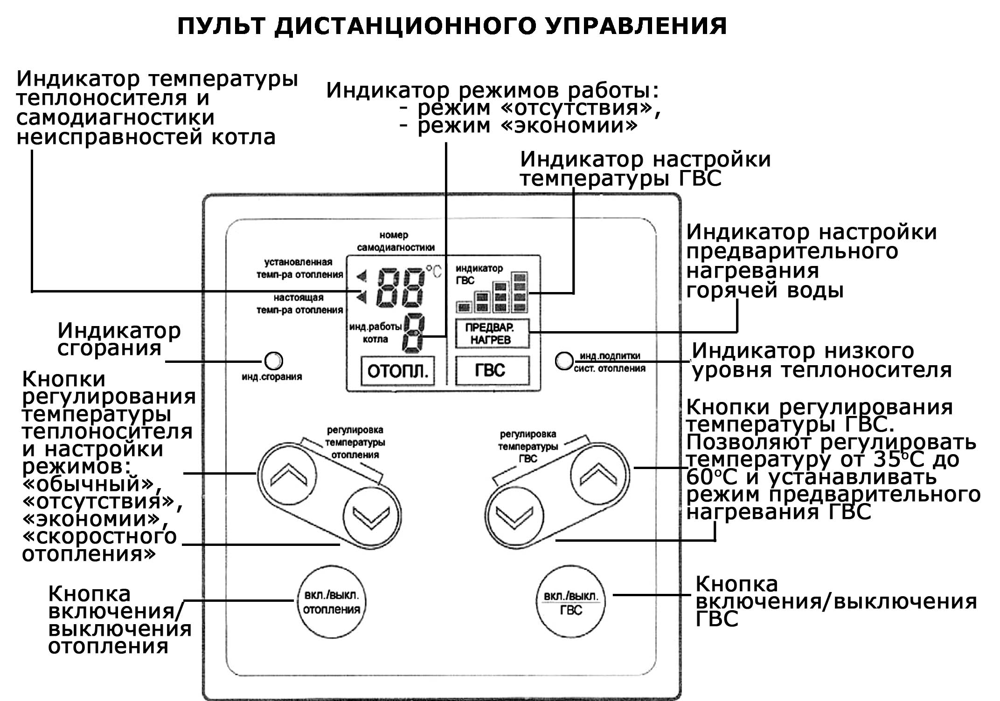 ПУЛЬТ ДИСТАНЦИОННОГО УПРАВЛЕНИЯ
Индикатор температуры
теплоносителя и
самодиагностики
неисправностей котла
Индикатор режимов работы:
- режим «отсутствия»,
- режим «экономии»
Индикатор настройки
температуры ГВС
Индикатор настройки
предварительного
нагревания
горячей воды
номер
самодиагностики
установленная
темп-ра отопления
настоящая
темп-ра отопления
88 °C
индикатор
ГВС
инд.работы
котла
8
ПРЕДВАР.
НАГРЕВ
ОТОПЛ.
ГВС
Индикатор
сгорания
инд.сгорания
инд.подпитки
сист. отопления
Индикатор низкого
уровня теплоносителя
Кнопки
регулирования
температуры
теплоносителя
и настройки
режимов:
«обычный»,
«отсутствия»,
«экономии»,
«скоростного
отопления»
регулировка
температуры
отопления
регулировка
температуры
ГВС
Кнопки регулирования
температуры ГВС.
Позволяют регулировать
температуру от 35°С до
60°С и устанавливать
режим предварительного
нагревания ГВС
Кнопка
включения/
выключения
отопления
вкл./выкл.
отопления
вкл./выкл.
ГВС
Кнопка
включения/выключения
ГВС